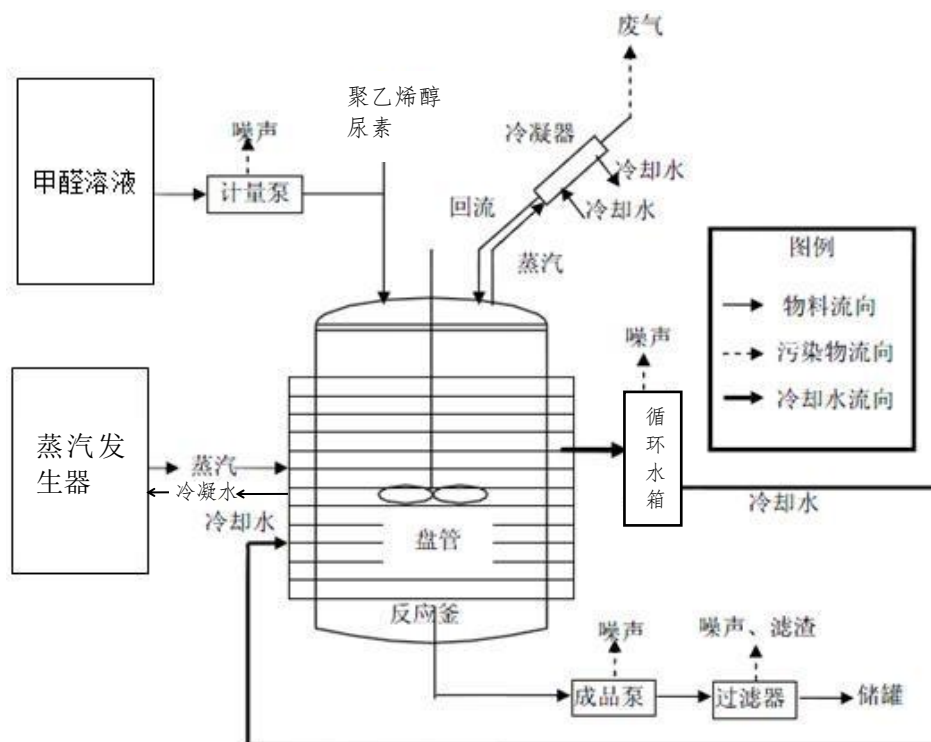 废气
聚乙烯醇
尿素
噪声
冷凝器
甲醛溶液
计量泵
冷却水
冷却水
回流
蒸汽
图例
物料流向
污染物流向
冷却水流向
噪声
循
环
水
箱
蒸汽发
生器
蒸汽
冷凝水
冷却水
冷却水
盘管
反应釜
噪声
噪声、滤渣
成品泵
过滤器
储罐